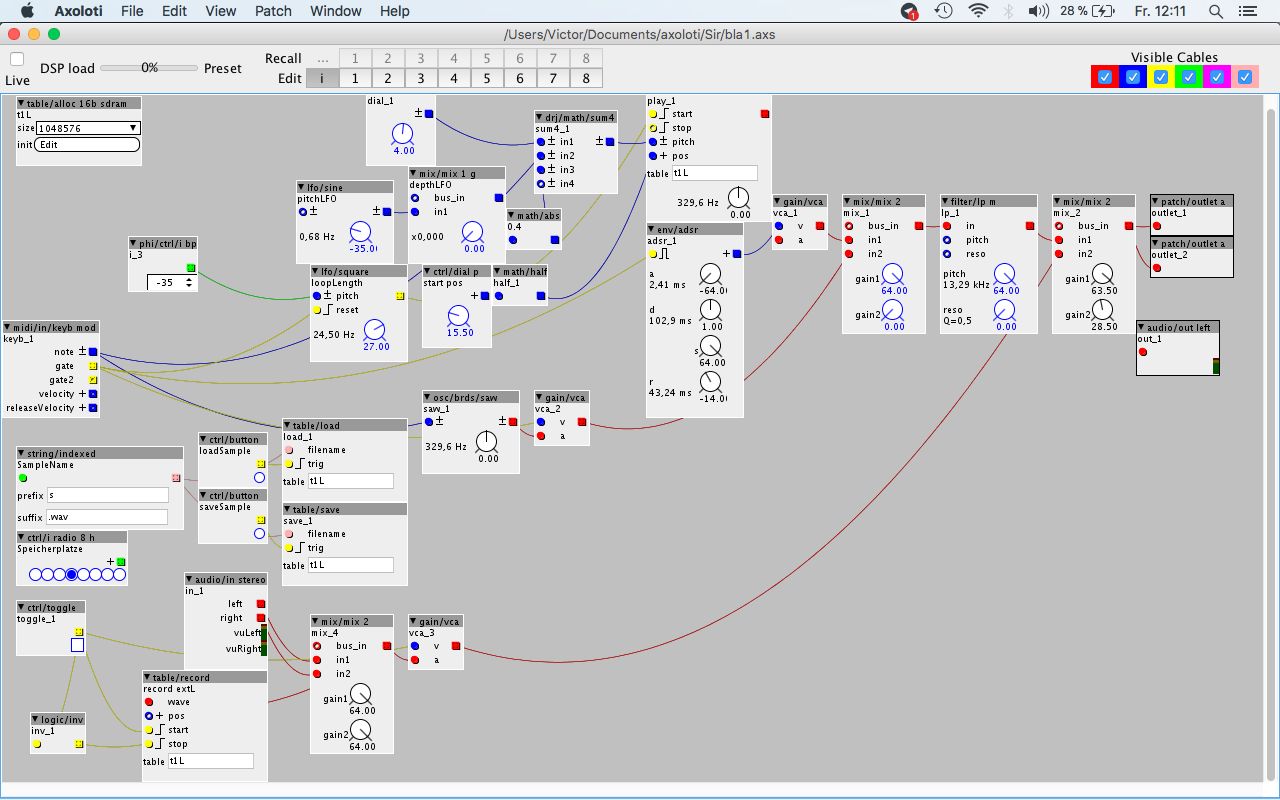 Axoloti File Edit View Patch Window Help 1 28 % Fr. 12:11
/Users/Victor/Documents/axoloti/Sir/bla1.axs
Live DSP load 0% Preset
Recall ... 1 2 3 4 5 6 7 8
Edit i 1 2 3 4 5 6 7 8
Visible Cables
table/alloc 16b sdram
t1L
size 1048576
init Edit
dial_1
4.00
drj/math/sum4
sum4_1
in1
in2
in3
in4
play_1
start
stop
pitch
pos
table t1L
329,6 Hz
0.00
lfo/sine
pitchLFO
0,68 Hz
-35.0
mix/mix 1 g
depthLFO
bus_in
in1
x0,000
0.00
math/abs
0.4
phi/ctrl/i bp
i_3
-35
lfo/square
loopLength
pitch
reset
24,50 Hz
27.00
ctrl/dial p
start pos
15.50
math/half
half_1
env/adsr
adsr_1
a
2,41 ms
-64.0
d
102,9 ms
1.00
s
64.00
r
43,24 ms
-14.0
gain/vca
vca_1
v
a
mix/mix 2
mix_1
bus_in
in1
in2
gain1
64.00
gain2
0.00
filter/lp m
lp_1
in
pitch
reso
pitch
13,29 kHz
64.00
reso
Q=0,5
0.00
mix/mix 2
mix_2
bus_in
in1
in2
gain1
63.50
gain2
28.50
patch/outlet a
outlet_1
patch/outlet a
outlet_2
audio/out left
out_1
midi/in/keyb mod
keyb_1
note
gate
gate2
velocity
releaseVelocity
osc/brds/saw
saw_1
329,6 Hz
0.00
gain/vca
vca_2
v
a
string/indexed
SampleName
prefix s
suffix .wav
ctrl/button
loadSample
ctrl/button
saveSample
table/load
load_1
filename
trig
table t1L
table/save
save_1
filename
trig
table t1L
ctrl/i radio 8 h
Speicherplatze
audio/in stereo
in_1
left
right
vuLeft
vuRight
ctrl/toggle
toggle_1
mix/mix 2
mix_4
bus_in
in1
in2
gain1
64.00
gain2
64.00
gain/vca
vca_3
v
a
table/record
record extL
wave
pos
start
stop
table t1L
logic/inv
inv_1